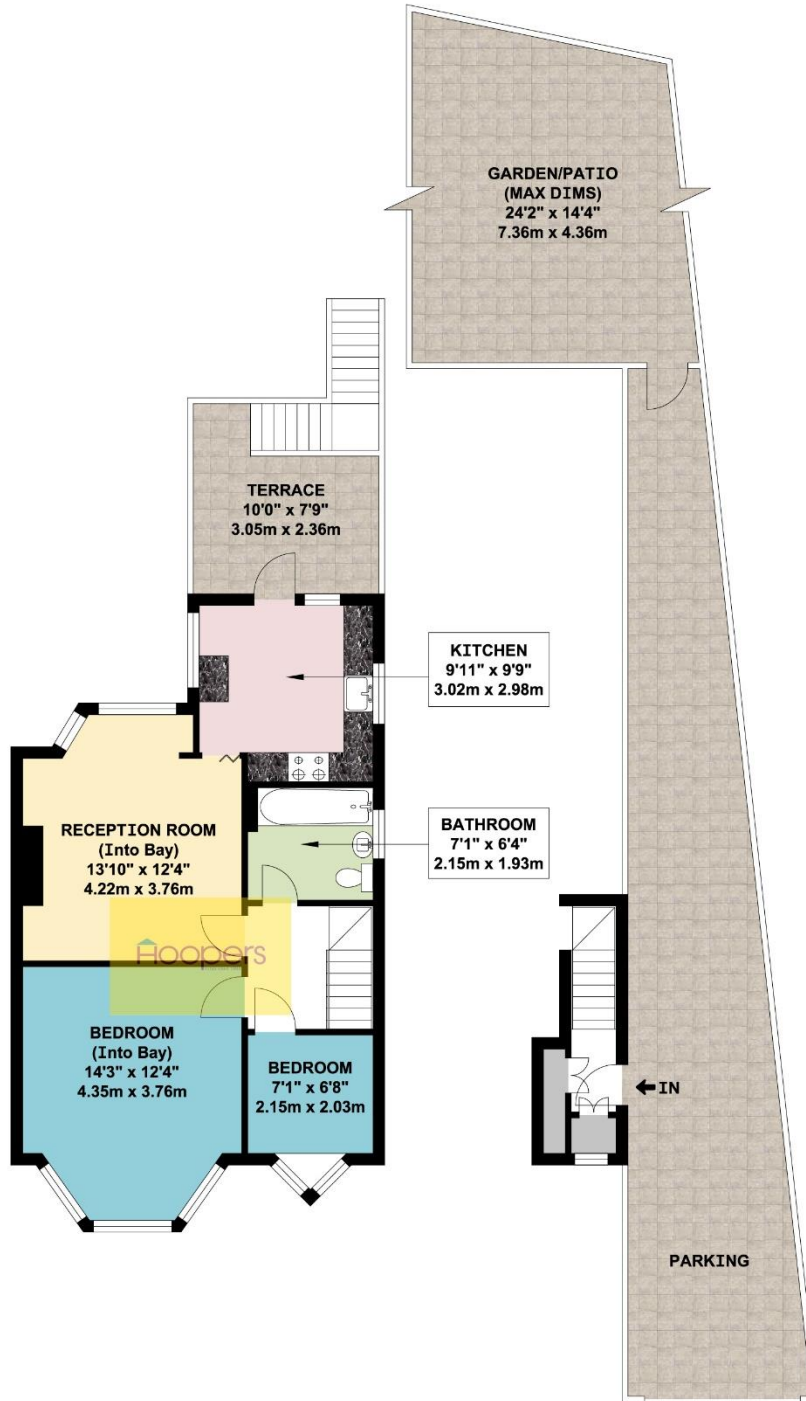 GARDEN/PATIO
(MAX DIMS)
24'2" x 14'4"
7.36m x 4.36m
TERRACE
10'0" x 7'9"
3.05m x 2.36m
KITCHEN
9'11" x 9'9"
3.02m x 2.98m
BATHROOM
7'1" x 6'4"
2.15m x 1.93m
RECEPTION ROOM
(Into Bay)
13'10" x 12'4"
4.22m x 3.76m
Hoopers
BEDROOM
(Into Bay)
14'3" x 12'4"
4.35m x 3.76m
BEDROOM
7'1" x 6'8"
2.15m x 2.03m
IN
PARKING